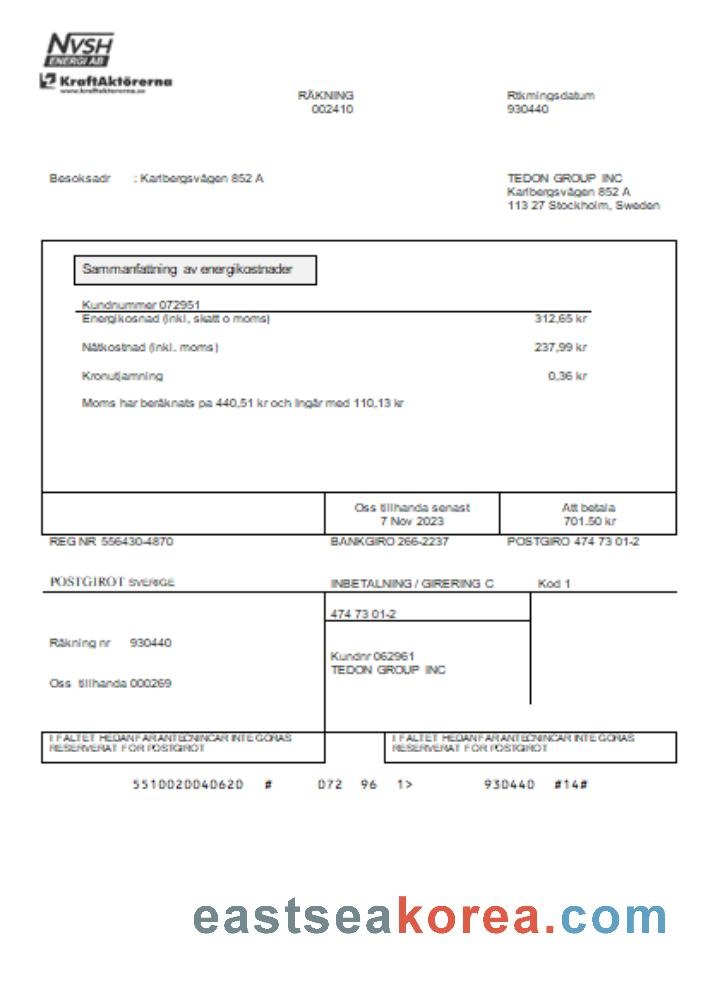 NVSH
ENERGI AB
KraftAktörerna
www.kraftaktorerna.se
RÄKNING
002410
Rtkmingsdatum
930440
Besoksadr : Karlbergsvägen 852 A
TEDON GROUP INC
Karlbergsvägen 852 A
113 27 Stockholm, Sweden
Sammanfattning av energikostnader
Kundnummer 072951
Energikosnad (inkl, skatt o moms) 312,65 kr
Nätkostnad (inkl. moms) 237,99 kr
Kronutjamning 0,36 kr
Moms har beräknats pa 440,51 kr och Ingår med 110,13 kr
Oss tillhanda senast
7 Nov 2023
Att betala
701.50 kr
REG NR 556430-4870 BANKGIRO 266-2237 POSTGIRO 474 73 01-2
POSTGIROT SVERIGE INBETALNING / GIRERING C Kod 1
474 73 01-2
Räkning nr 930440
Kundnr 062961
TEDON GROUP INC
Oss tillhanda 000269
I FALTET HEDANFAR ANTECNINCAR INTE GORAS
RESERVERAT FOR POSTGIROT
I FALTET HEDANFAR ANTECNINCAR INTE GORAS
RESERVERAT FOR POSTGIROT
5510020040620 # 072 96 1> 930440 #14#
eastseakorea.com